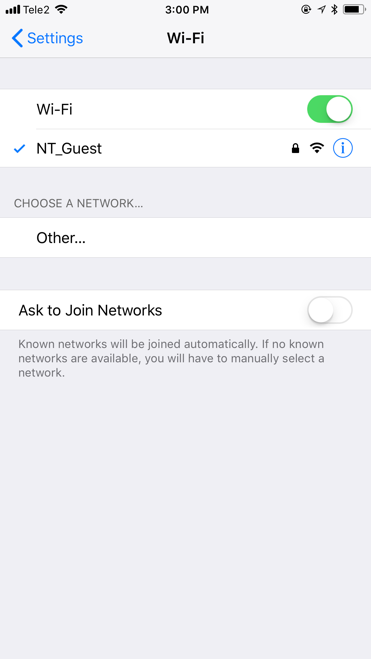 Tele2 3:00 PM
Settings Wi-Fi
Wi-Fi
NT_Guest
CHOOSE A NETWORK...
Other...
Ask to Join Networks
Known networks will be joined automatically. If no known
networks are available, you will have to manually select a
network.